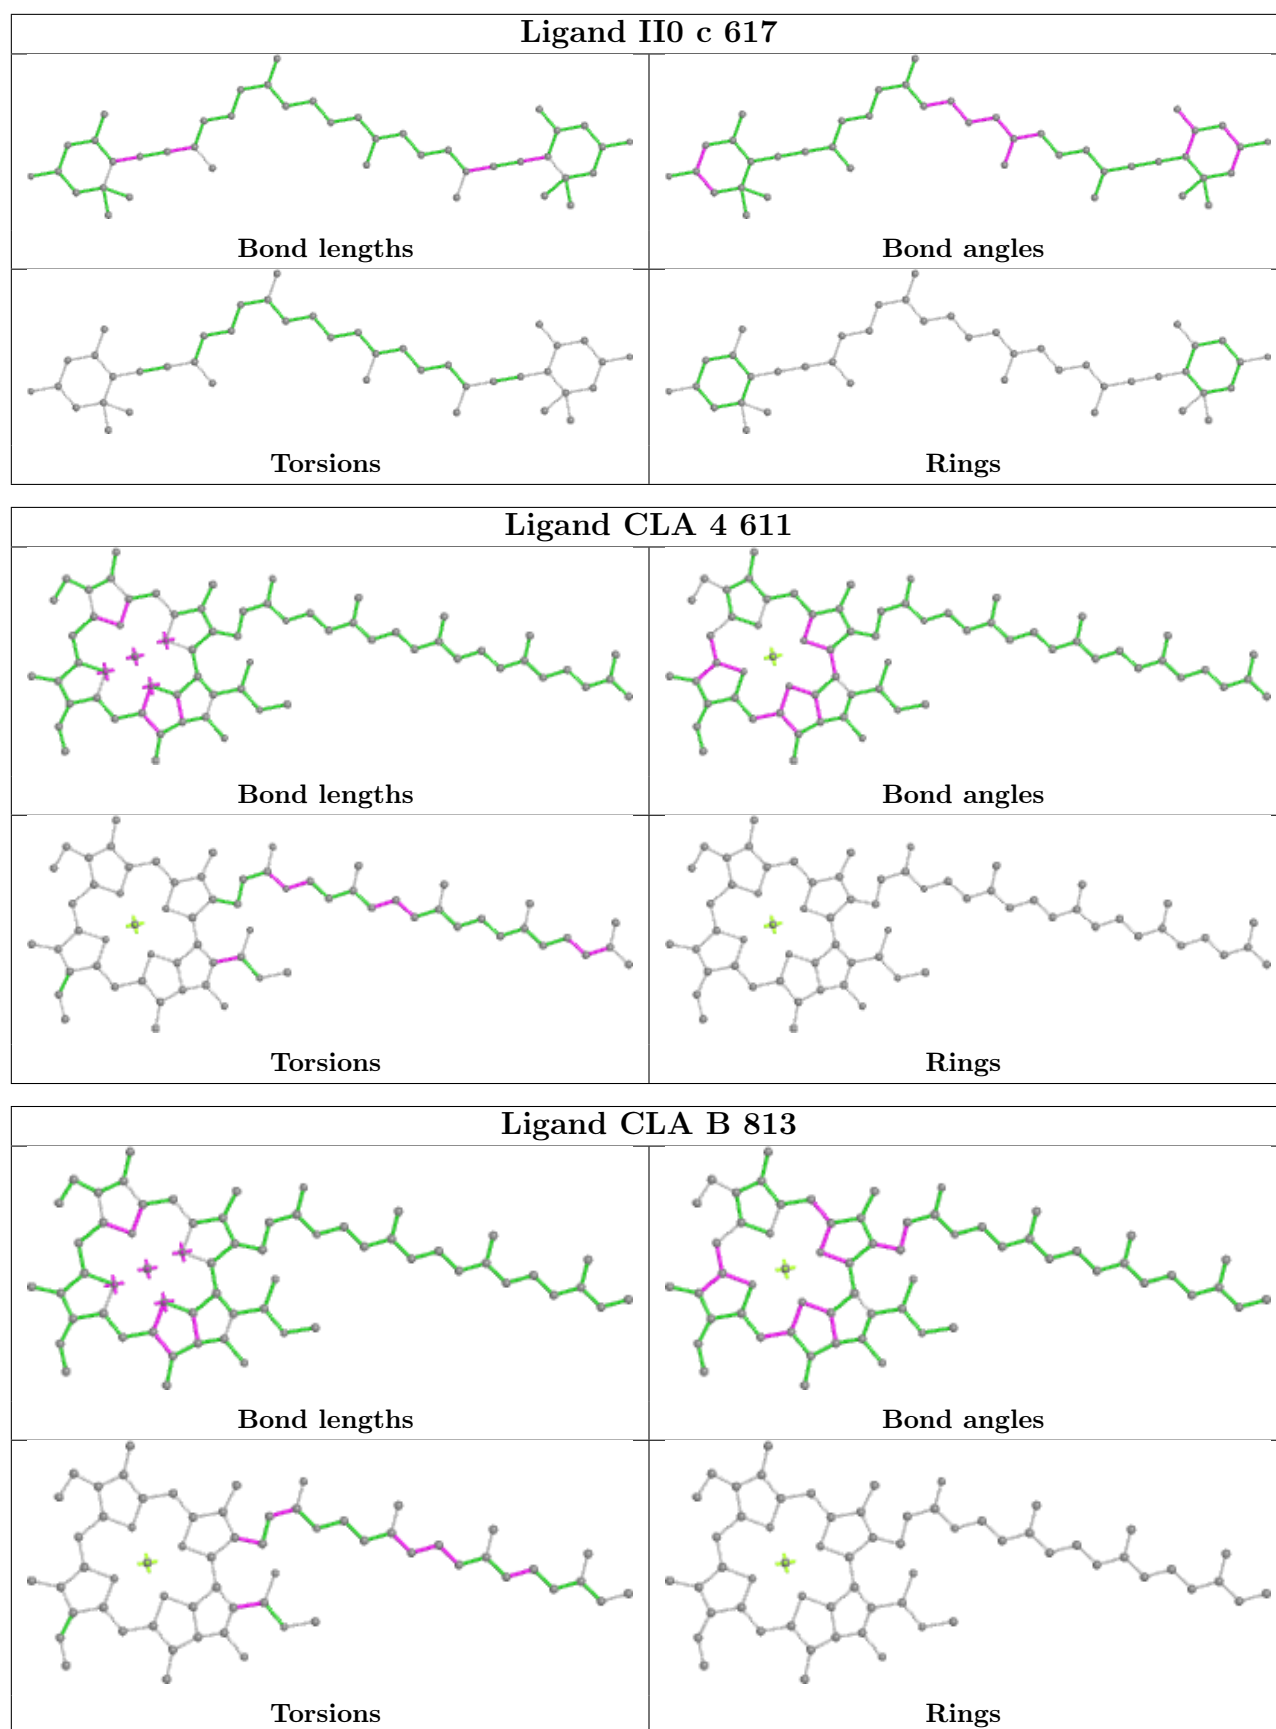 Ligand II0 c 617
Bond lengths
Bond angles
Torsions
Rings
Ligand CLA 4 611
Bond lengths
Bond angles
Torsions
Rings
Ligand CLA B 813
Bond lengths
Bond angles
Torsions
Rings